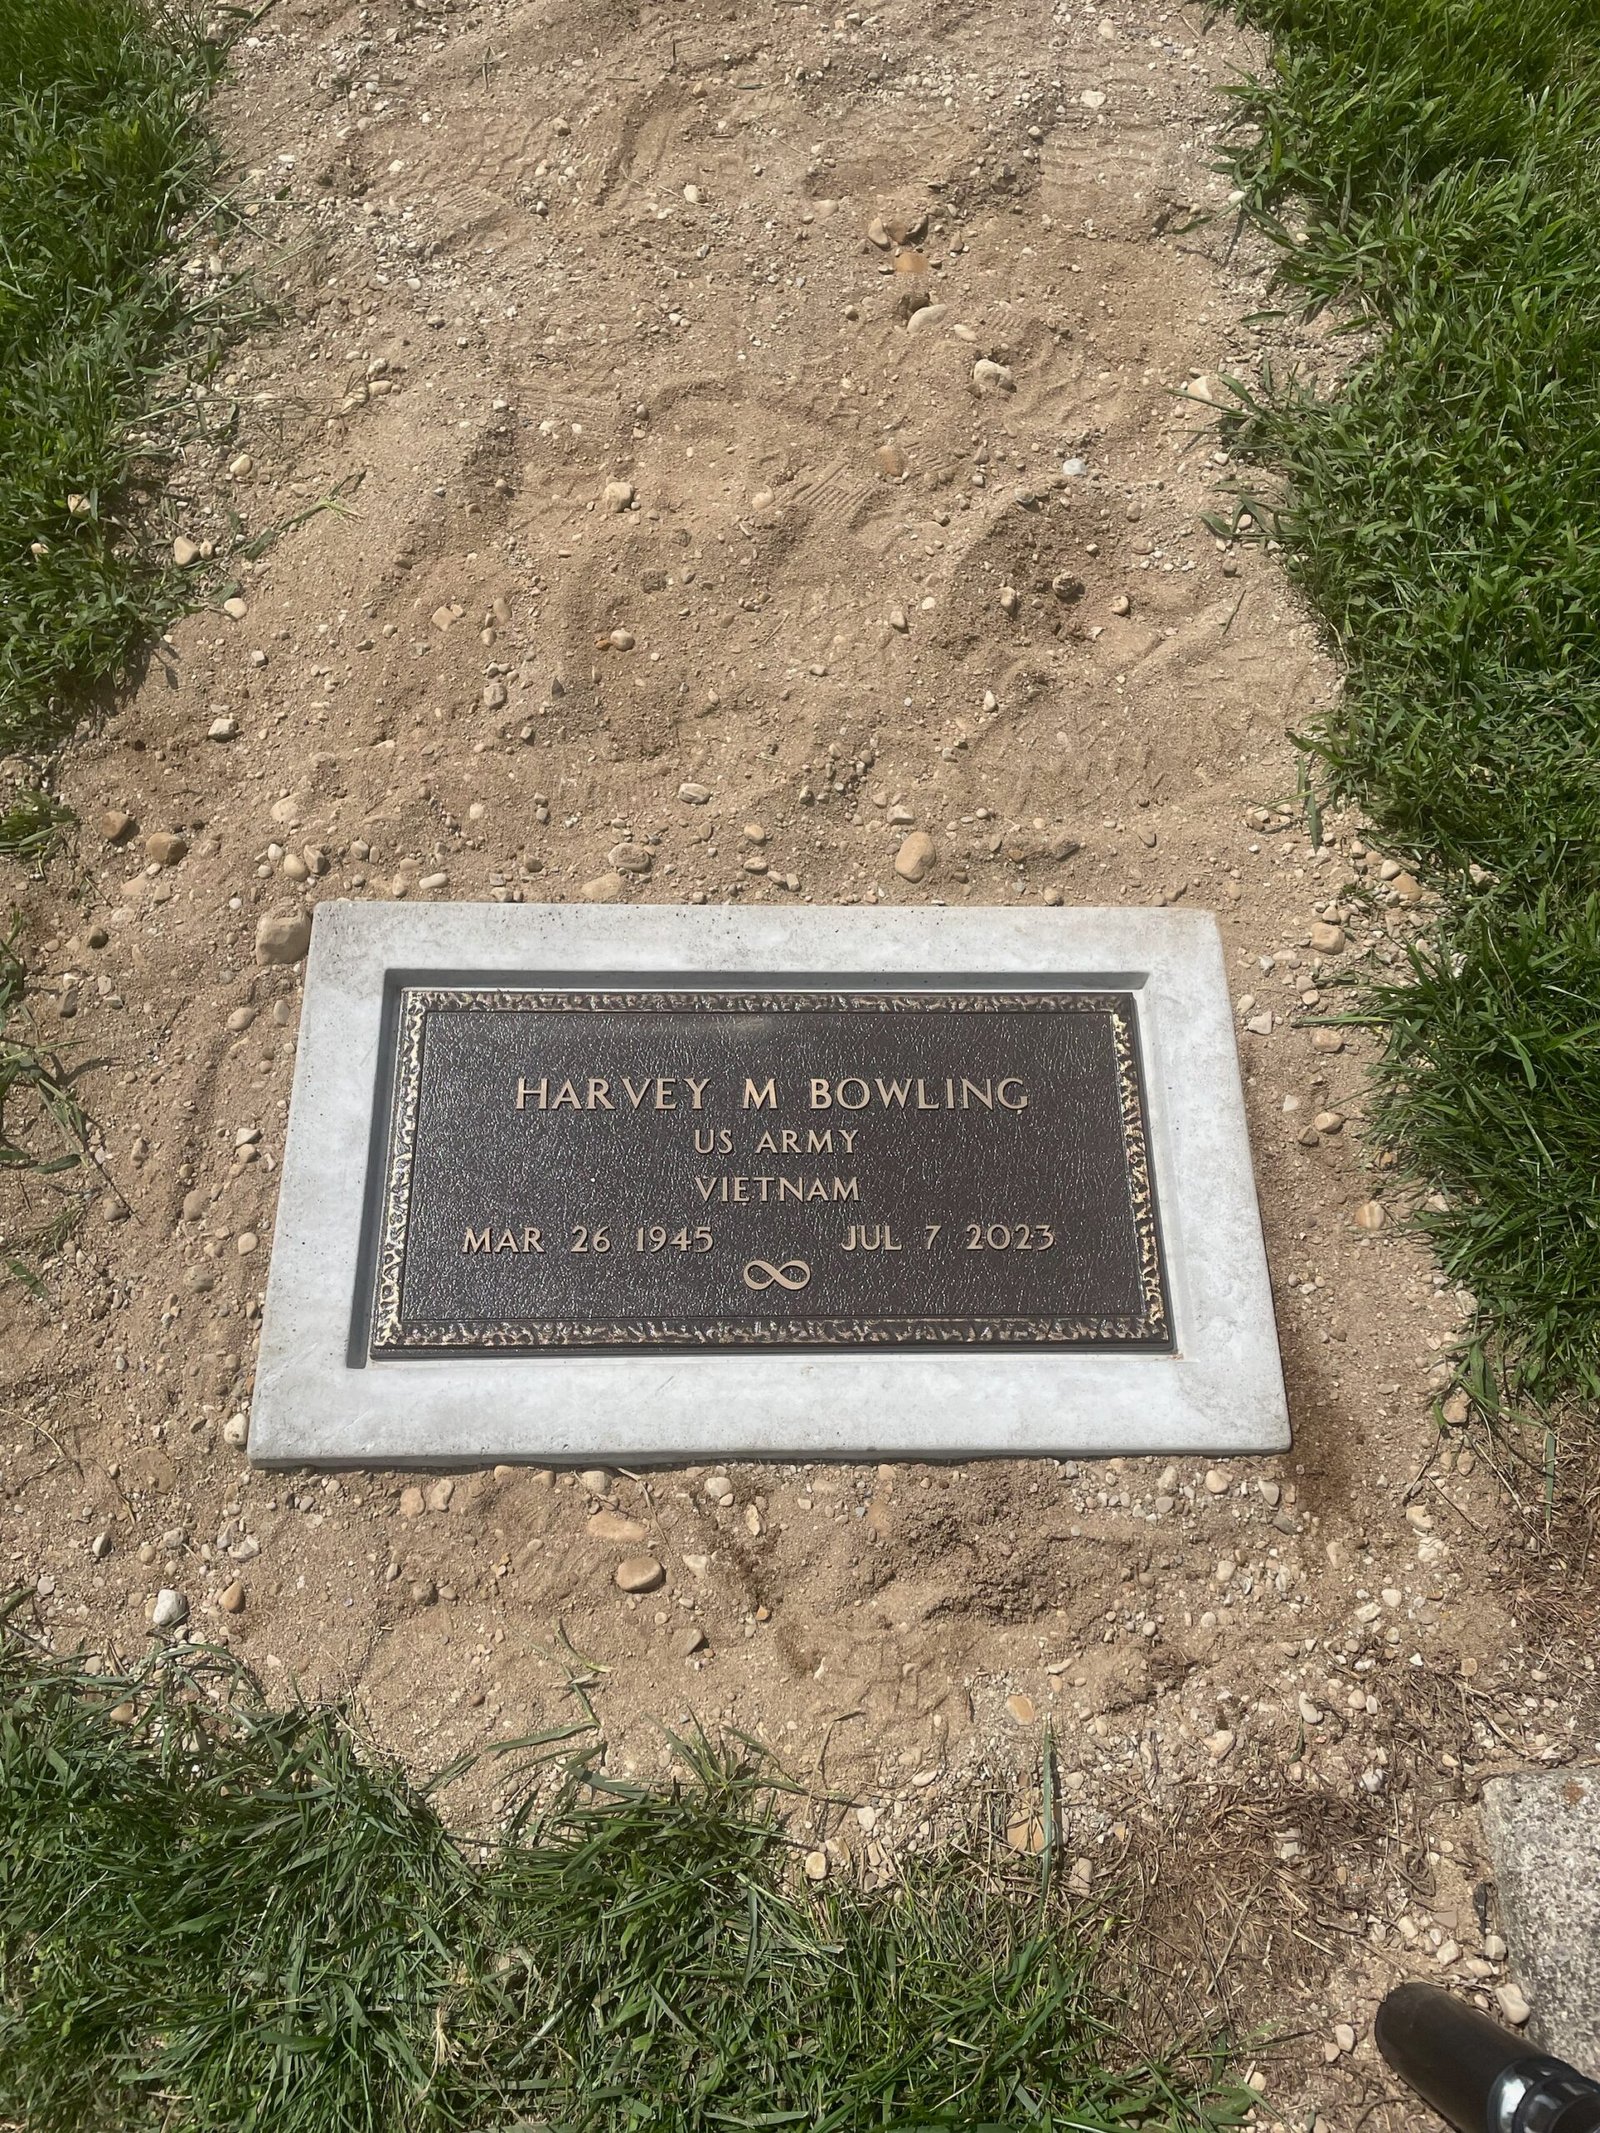 HARVEY M BOWLING
US ARMY
VIETNAM
MAR 26 1945 JUL 7 2023